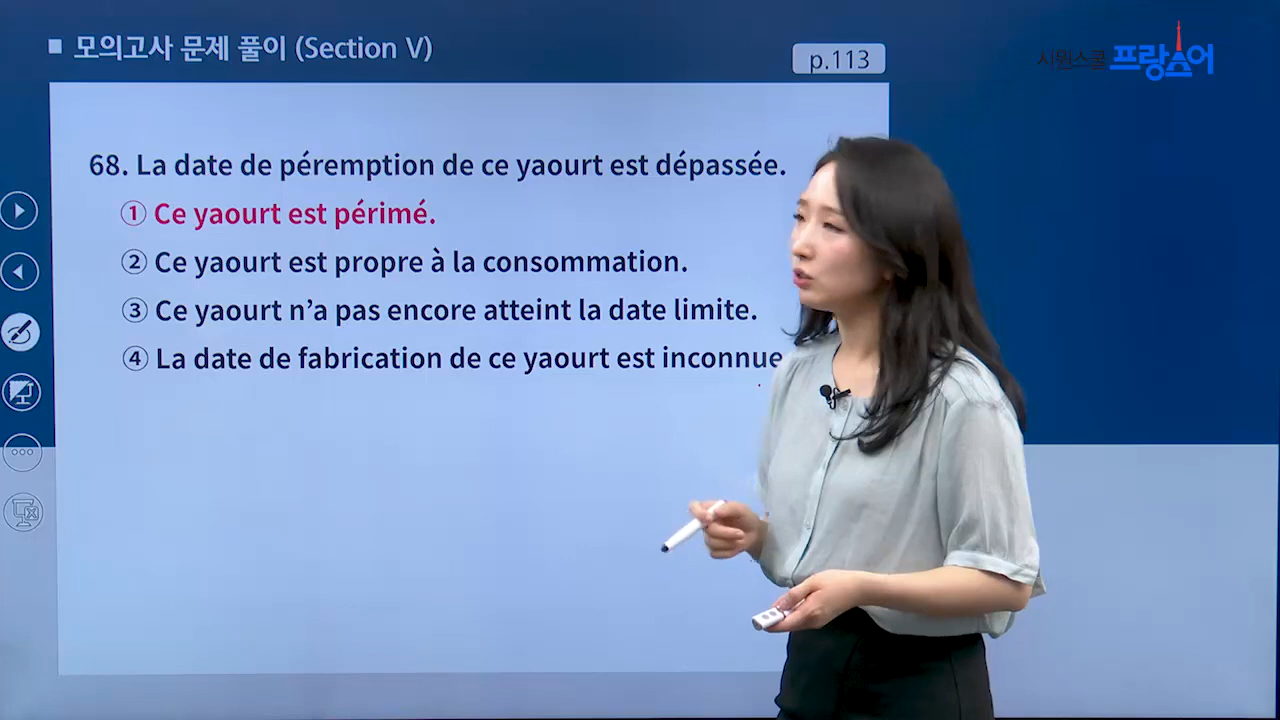 ■ 모의고사 문제 풀이 (Section V)
p.113
시원스쿨 프랑스어
68. La date de péremption de ce yaourt est dépassée.
① Ce yaourt est périmé.
② Ce yaourt est propre à la consommation.
③ Ce yaourt n’a pas encore atteint la date limite.
④ La date de fabrication de ce yaourt est inconnue